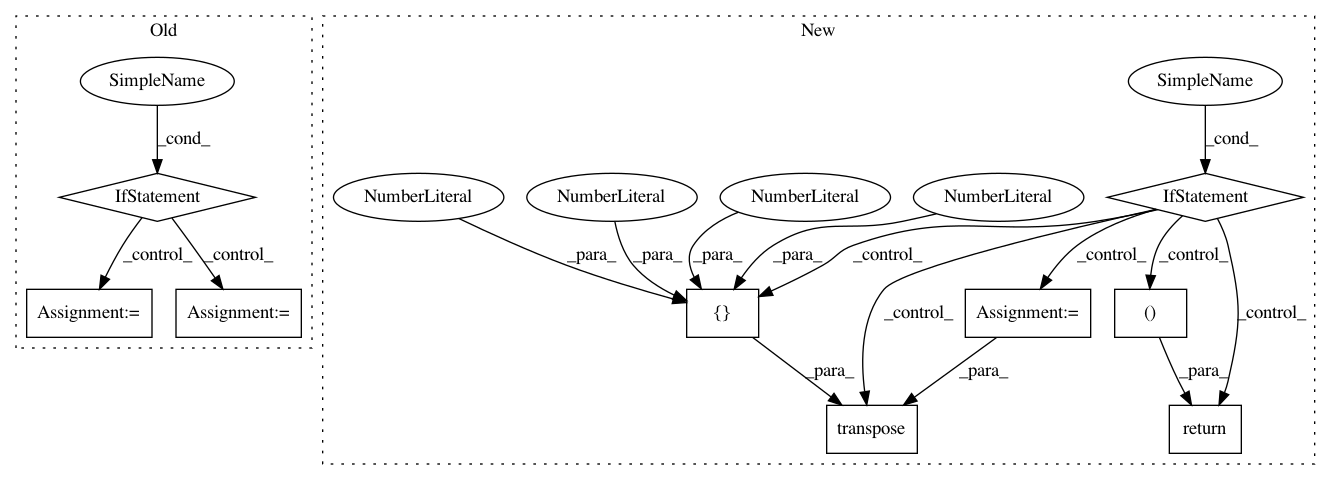 Old
New
SimpleName
SimpleName
_cond_
_cond_
NumberLiteral
NumberLiteral
NumberLiteral
NumberLiteral
IfStatement
IfStatement
_control_
_control_
_para_
_para_
_para_
_para_
_control_
_control_
_control_
_control_
_control_
Assignment:=
Assignment:=
{}
Assignment:=
()
_para_
_para_
_para_
transpose
return